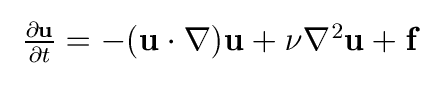 ∂𝐮/∂t = −(𝐮 · ∇)𝐮 + ν∇²𝐮 + 𝐟